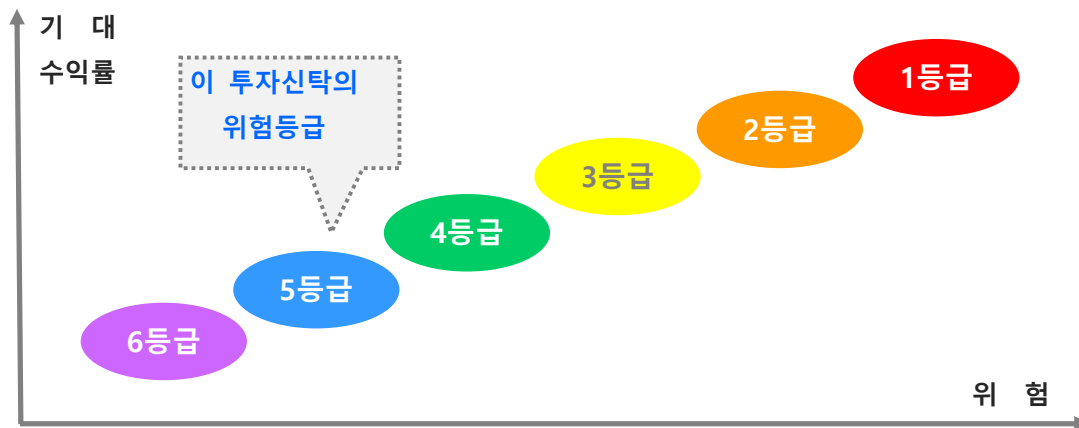 기 대
수익률
이 투자신탁의
위험등급
1등급
2등급
3등급
4등급
5등급
6등급
위 험